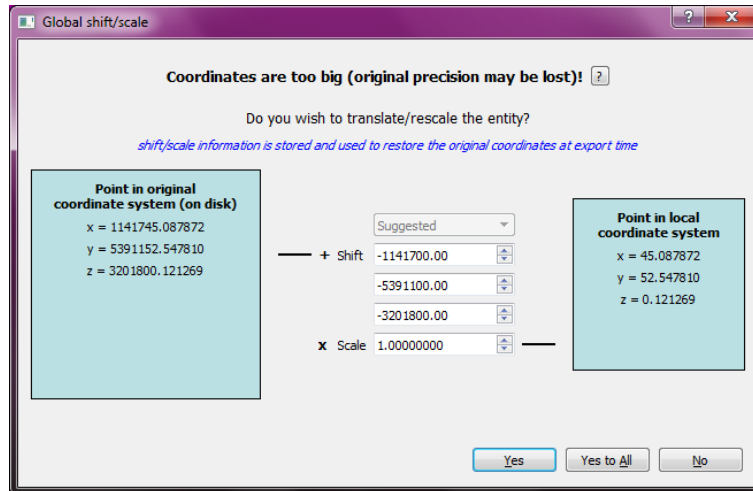 Global shift/scale
Coordinates are too big (original precision may be lost)! ?
Do you wish to translate/rescale the entity?
shift/scale information is stored and used to restore the original coordinates at export time
Point in original
coordinate system (on disk)
x = 1141745.087872
y = 5391152.547810
z = 3201800.121269
Suggested
+ Shift -1141700.00
-5391100.00
-3201800.00
x Scale 1.00000000
Point in local
coordinate system
x = 45.087872
y = 52.547810
z = 0.121269
Yes
Yes to All
No